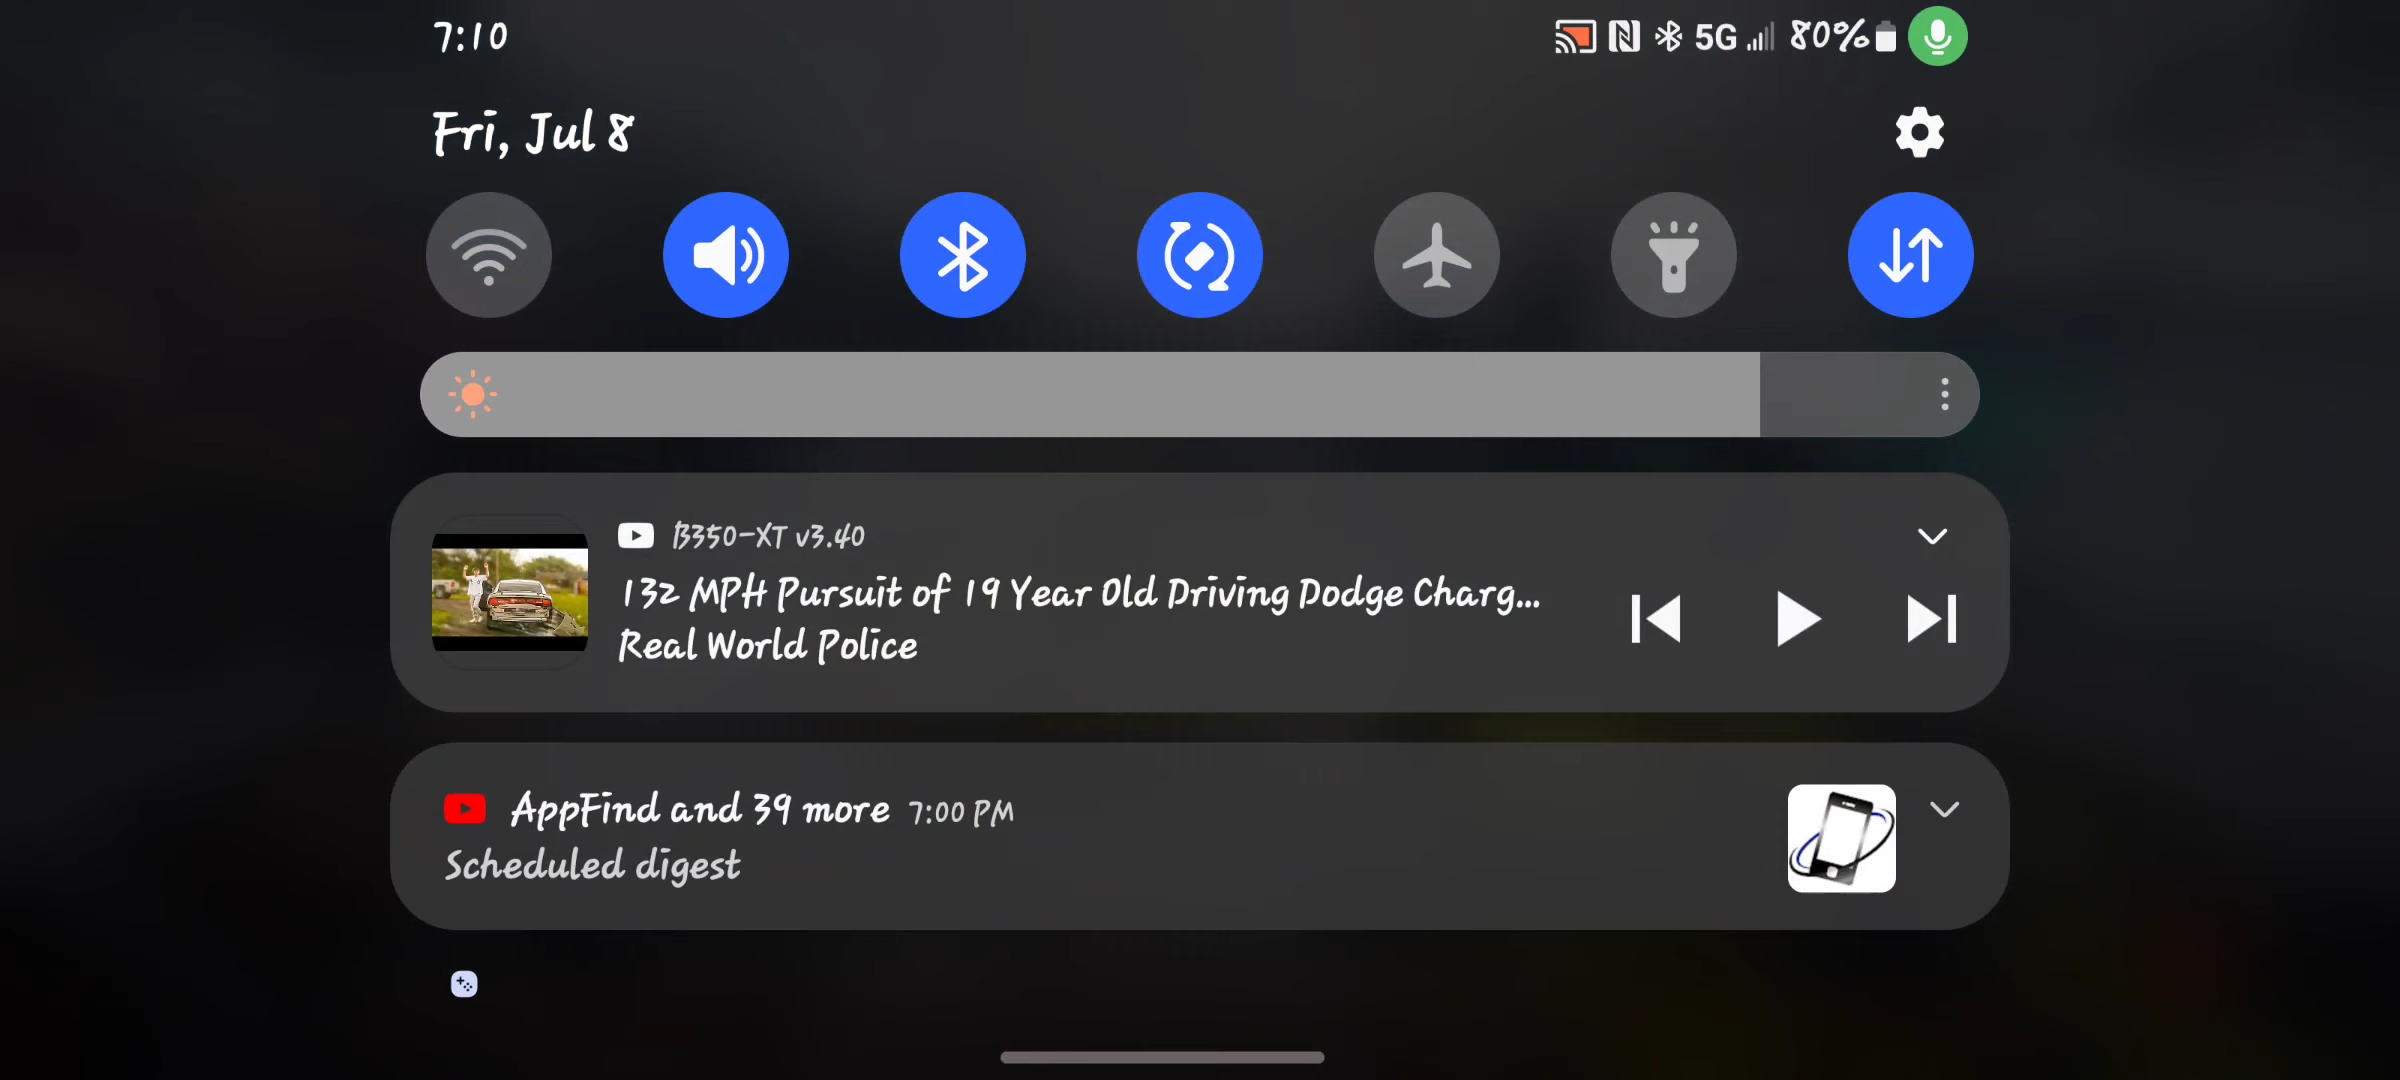 7:10
5G 80%
Fri, Jul 8
B350-XT v3.40
132 MPH Pursuit of 19 Year Old Driving Dodge Charg...
Real World Police
AppFind and 39 more 7:00 PM
Scheduled digest